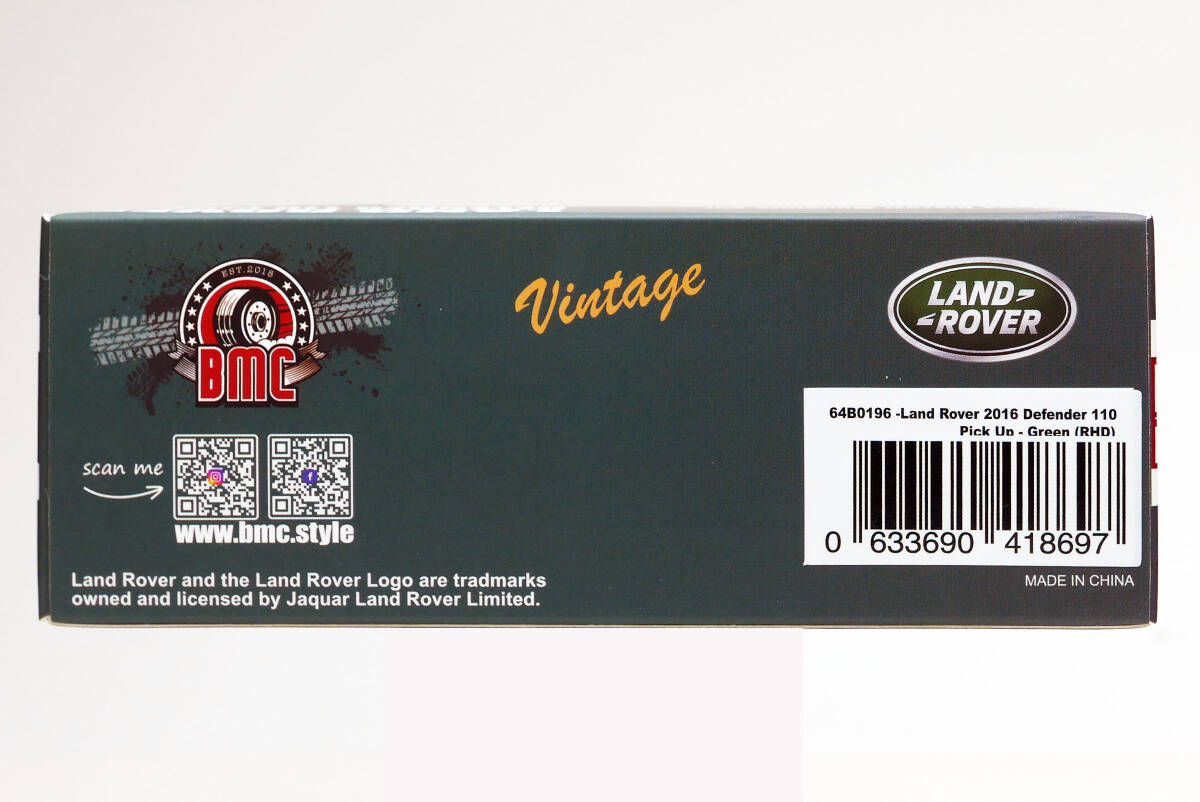 EST.2018
BMC
Vintage
LAND
ROVER
64B0196 -Land Rover 2016 Defender 110
Pick Up - Green (RHD)
0 633690 418697
MADE IN CHINA
scan me
www.bmc.style
Land Rover and the Land Rover Logo are tradmarks
owned and licensed by Jaquar Land Rover Limited.